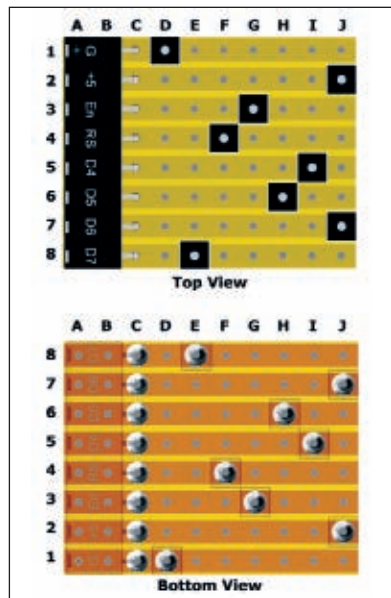 A B C D E F G H I J
1 + G
2 +5
3 En
4 RS
5 D4
6 D5
7 D6
8 D7
Top View
A B C D E F G H I J
8
7
6
5
4
3
2
1
Bottom View